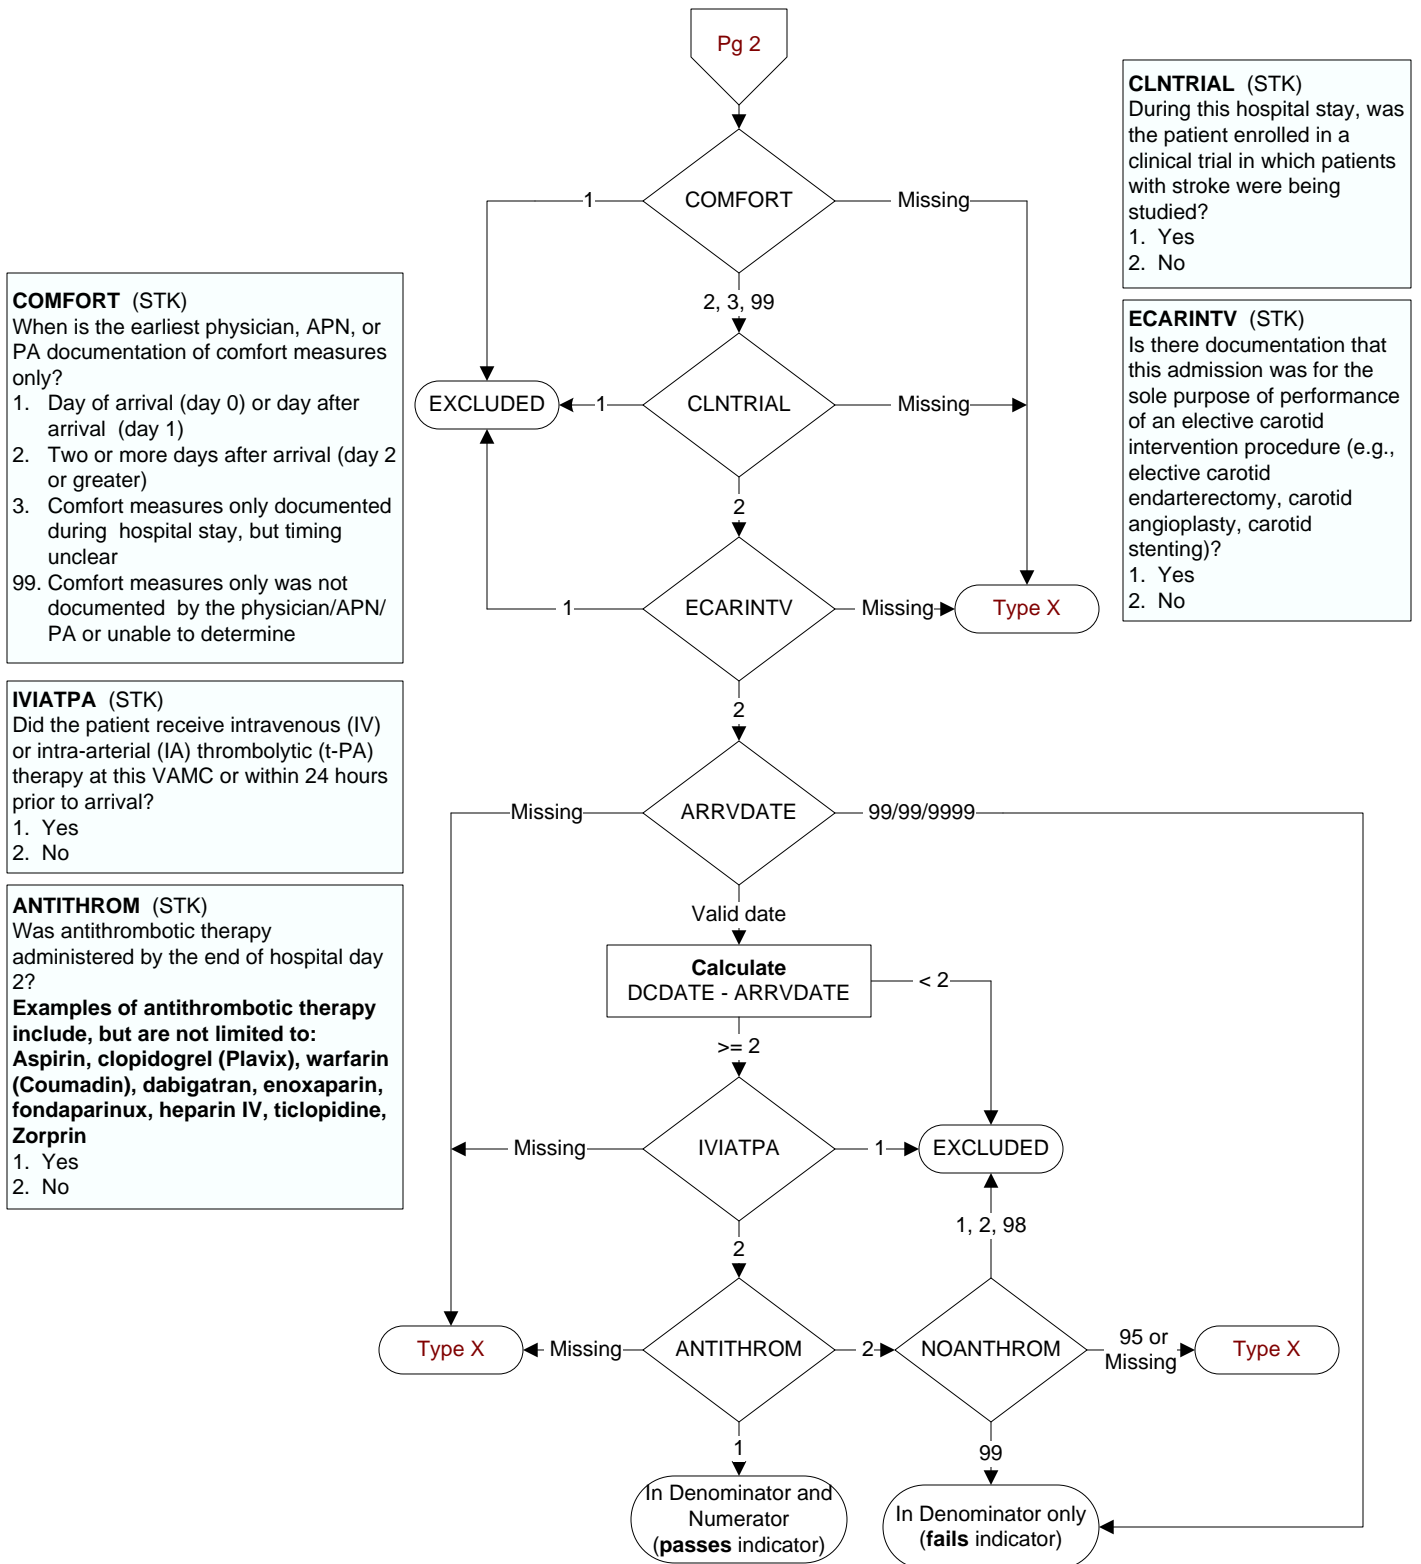 Pg 2
CLNTRIAL (STK)
During this hospital stay, was
the patient enrolled in a
clinical trial in which patients
with stroke were being
studied?
1. Yes
2. No
COMFORT
1
Missing
2, 3, 99
COMFORT (STK)
When is the earliest physician, APN, or
PA documentation of comfort measures
only?
1. Day of arrival (day 0) or day after
arrival (day 1)
2. Two or more days after arrival (day 2
or greater)
3. Comfort measures only documented
during hospital stay, but timing
unclear
99. Comfort measures only was not
documented by the physician/APN/
PA or unable to determine
ECARINTV (STK)
Is there documentation that
this admission was for the
sole purpose of performance
of an elective carotid
intervention procedure (e.g.,
elective carotid
endarterectomy, carotid
angioplasty, carotid
stenting)?
1. Yes
2. No
EXCLUDED
1
CLNTRIAL
Missing
2
1
ECARINTV
Missing
Type X
2
IVIATPA (STK)
Did the patient receive intravenous (IV)
or intra-arterial (IA) thrombolytic (t-PA)
therapy at this VAMC or within 24 hours
prior to arrival?
1. Yes
2. No
Missing
ARRVDATE
99/99/9999
Valid date
ANTITHROM (STK)
Was antithrombotic therapy
administered by the end of hospital day
2?
Examples of antithrombotic therapy
include, but are not limited to:
Aspirin, clopidogrel (Plavix), warfarin
(Coumadin), dabigatran, enoxaparin,
fondaparinux, heparin IV, ticlopidine,
Zorprin
1. Yes
2. No
Calculate
DCDATE - ARRVDATE
< 2
>= 2
Missing
IVIATPA
1
EXCLUDED
1, 2, 98
2
Type X
Missing
ANTITHROM
2
NOANTHROM
95 or
Missing
Type X
1
99
In Denominator and
Numerator
(passes indicator)
In Denominator only
(fails indicator)